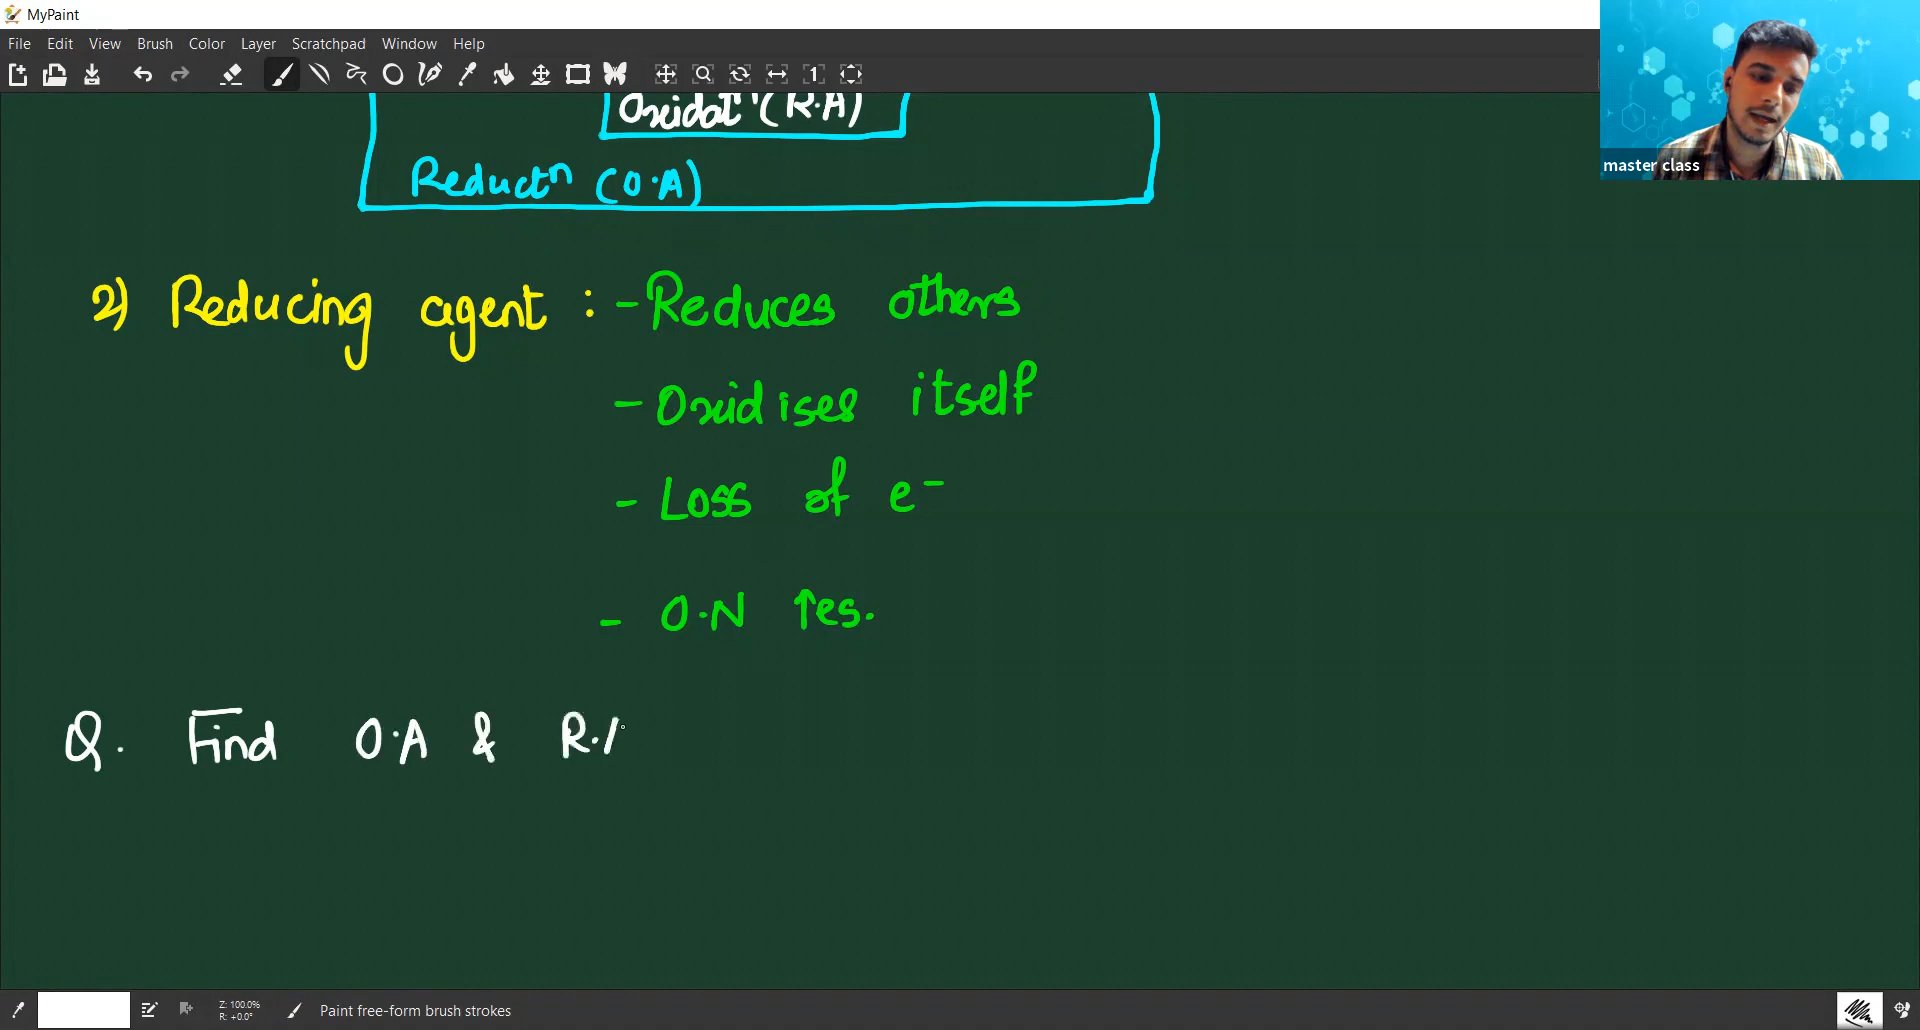 MyPaint
File Edit View Brush Color Layer Scratchpad Window Help
master class
Oxidatⁿ (R.A)
Reductⁿ (O.A)
2) Reducing agent : - Reduces others
- Oxidises itself
- Loss of e⁻
- O.N ↑es.
Q. Find O.A & R.
Z: 100.0%
R: +0.0°
Paint free-form brush strokes